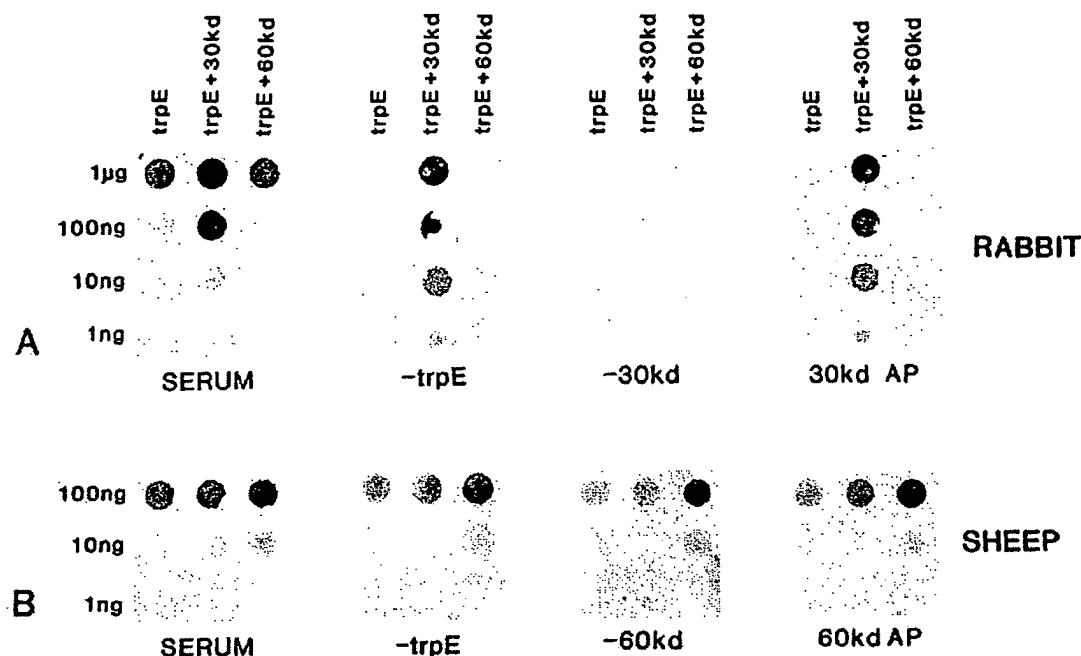 trpE trpE+30kd trpE+60kd trpE trpE+30kd trpE+60kd trpE trpE+30kd trpE+60kd trpE trpE+30kd trpE+60kd
1µg
100ng
RABBIT
10ng
1ng
A
SERUM -trpE -30kd 30kd AP
100ng
10ng
SHEEP
1ng
B
SERUM -trpE -60kd 60kd AP